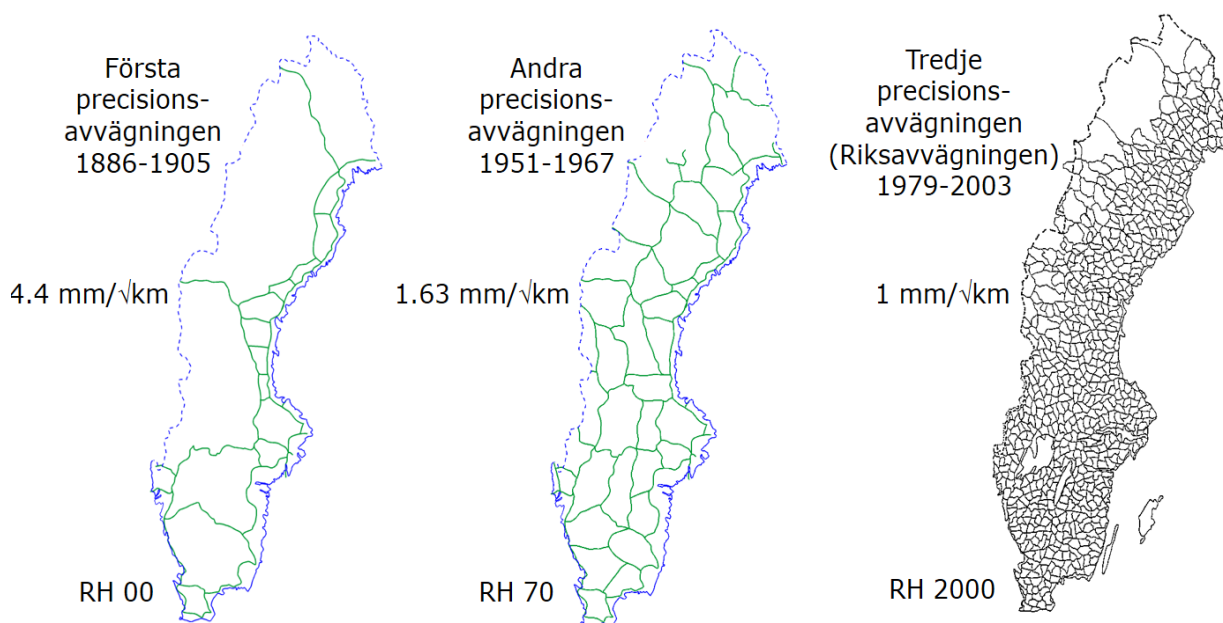 Första
precisions-
avvägningen
1886-1905
4.4 mm/√km
RH 00
Andra
precisions-
avvägningen
1951-1967
1.63 mm/√km
RH 70
Tredje
precisions-
avvägningen
(Riksavvägningen)
1979-2003
1 mm/√km
RH 2000